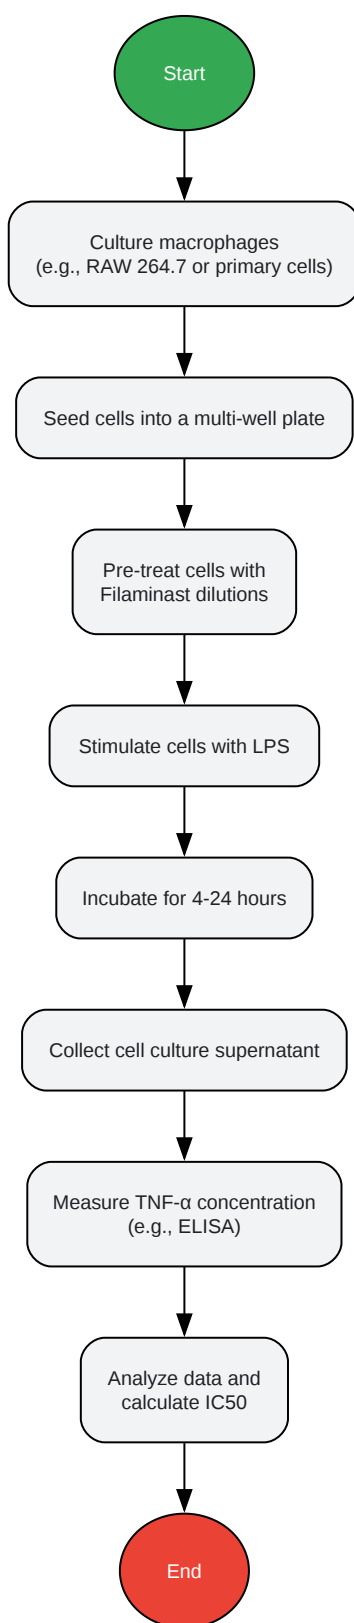 Start
Culture macrophages
(e.g., RAW 264.7 or primary cells)
Seed cells into a multi-well plate
Pre-treat cells with
Filaminast dilutions
Stimulate cells with LPS
Incubate for 4-24 hours
Collect cell culture supernatant
Measure TNF-α concentration
(e.g., ELISA)
Analyze data and
calculate IC50
End